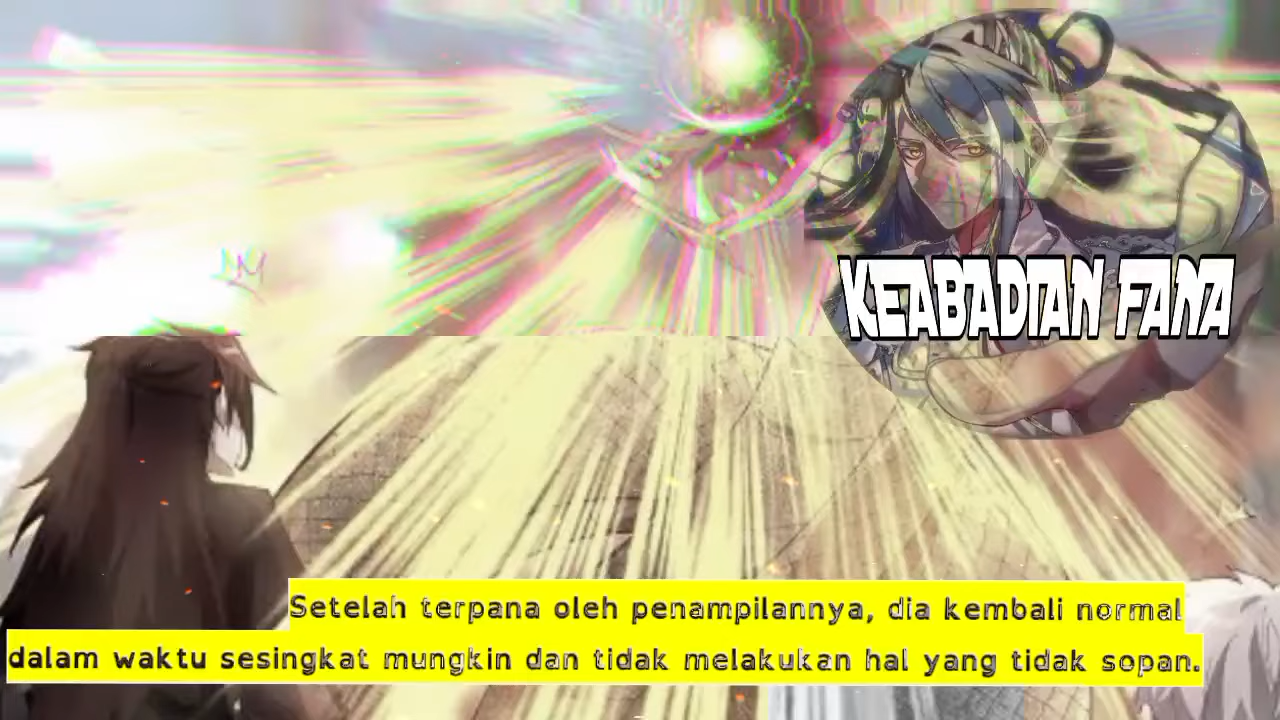 KEABADIAN FANA
Setelah terpana oleh penampilannya, dia kembali normal
dalam waktu sesingkat mungkin dan tidak melakukan hal yang tidak sopan.